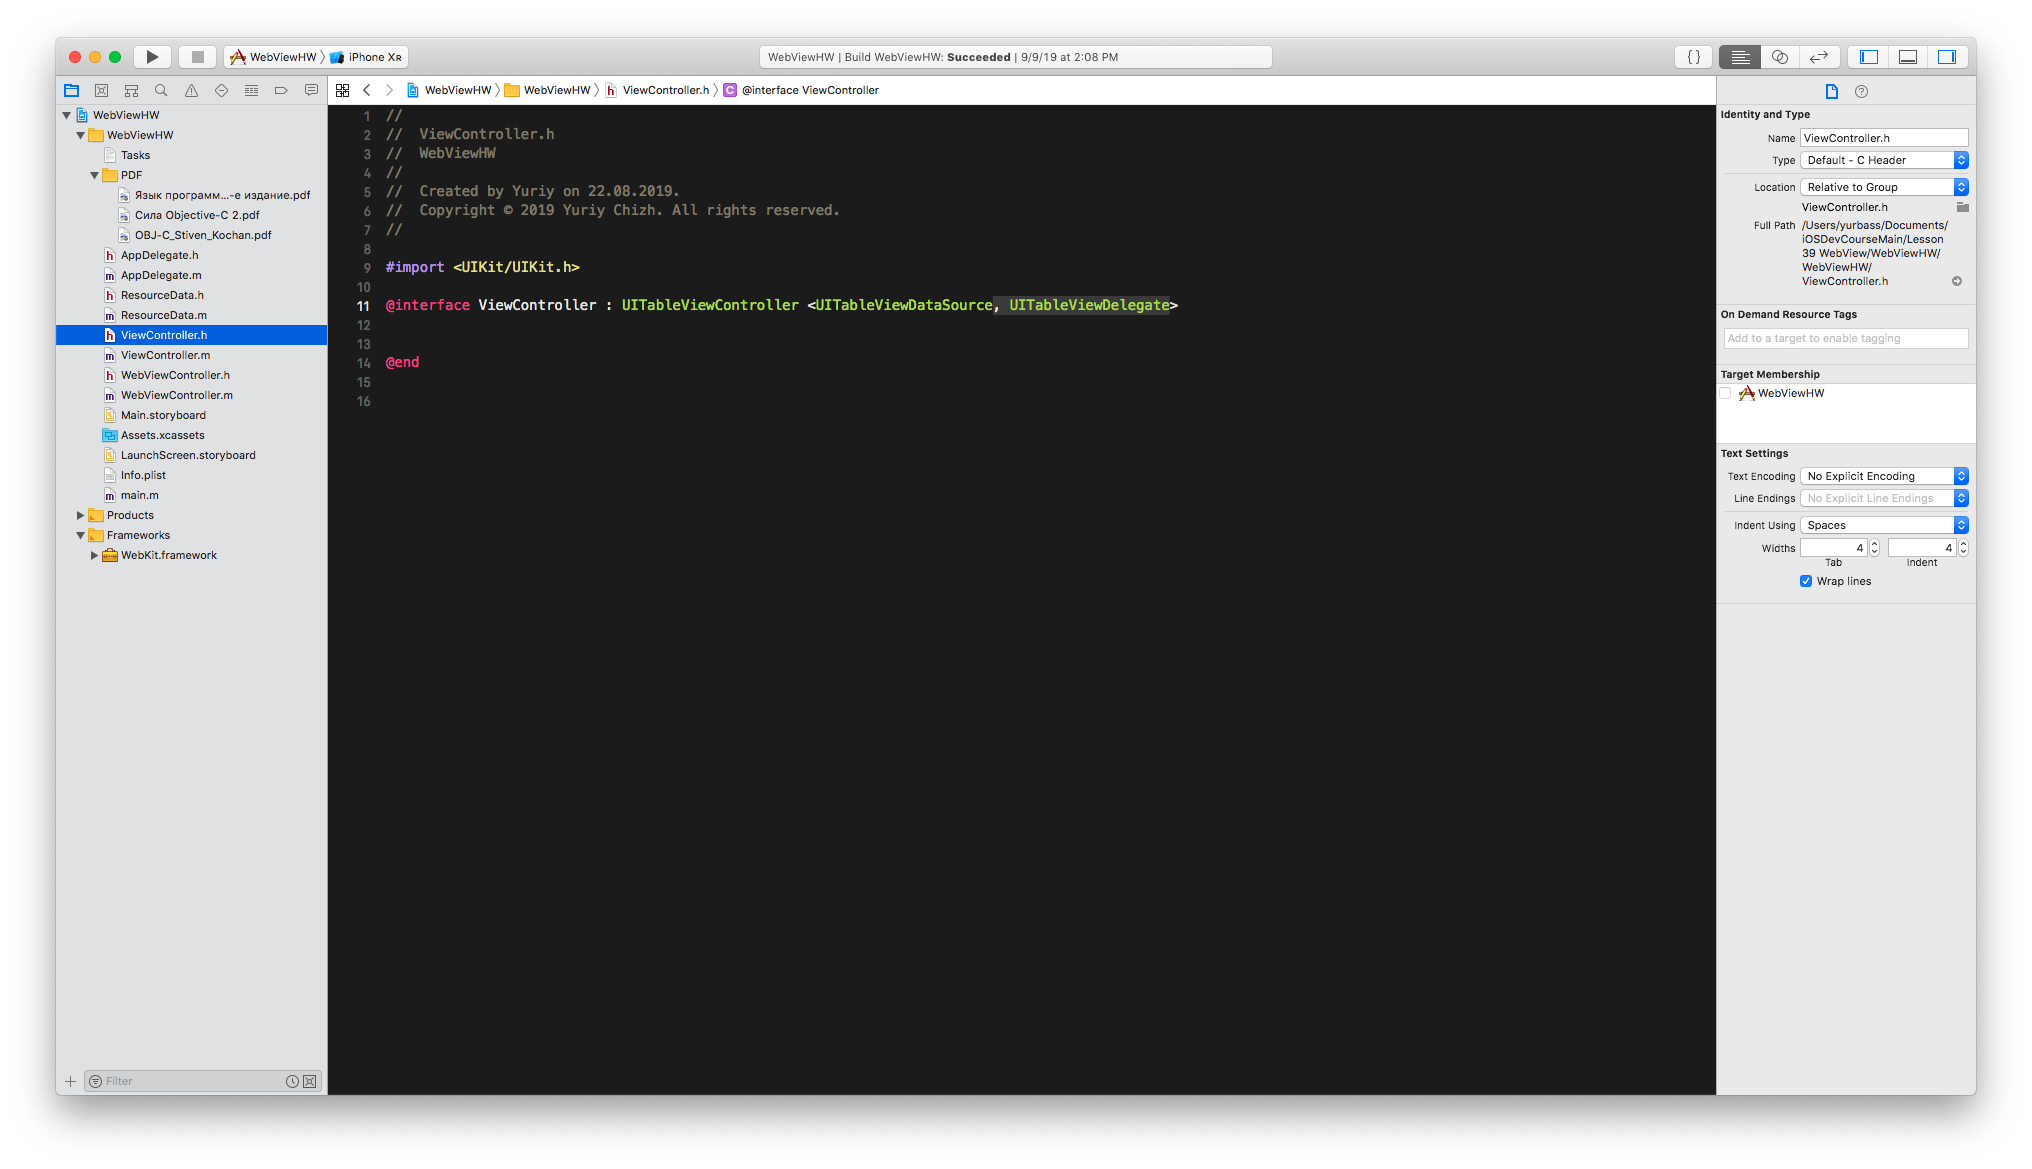 WebViewHW iPhone XR
WebViewHW | Build WebViewHW: Succeeded | 9/9/19 at 2:08 PM
{ }
WebViewHW WebViewHW h ViewController.h C @interface ViewController
WebViewHW
WebViewHW
Tasks
PDF
Язык программ...-е издание.pdf
Сила Objective-C 2.pdf
OBJ-C_Stiven_Kochan.pdf
h AppDelegate.h
m AppDelegate.m
h ResourceData.h
m ResourceData.m
h ViewController.h
m ViewController.m
h WebViewController.h
m WebViewController.m
Main.storyboard
Assets.xcassets
LaunchScreen.storyboard
Info.plist
m main.m
Products
Frameworks
WebKit.framework
Filter
1 //
2 //  ViewController.h
3 //  WebViewHW
4 //
5 //  Created by Yuriy on 22.08.2019.
6 //  Copyright © 2019 Yuriy Chizh. All rights reserved.
7 //
8
9 #import <UIKit/UIKit.h>
10
11 @interface ViewController : UITableViewController <UITableViewDataSource, UITableViewDelegate>
12
13
14 @end
15
16
Identity and Type
Name ViewController.h
Type Default - C Header
Location Relative to Group
ViewController.h
Full Path /Users/yurbass/Documents/
iOSDevCourseMain/Lesson
39 WebView/WebViewHW/
WebViewHW/
ViewController.h
On Demand Resource Tags
Add to a target to enable tagging
Target Membership
WebViewHW
Text Settings
Text Encoding No Explicit Encoding
Line Endings No Explicit Line Endings
Indent Using Spaces
Widths 4 4
Tab Indent
Wrap lines